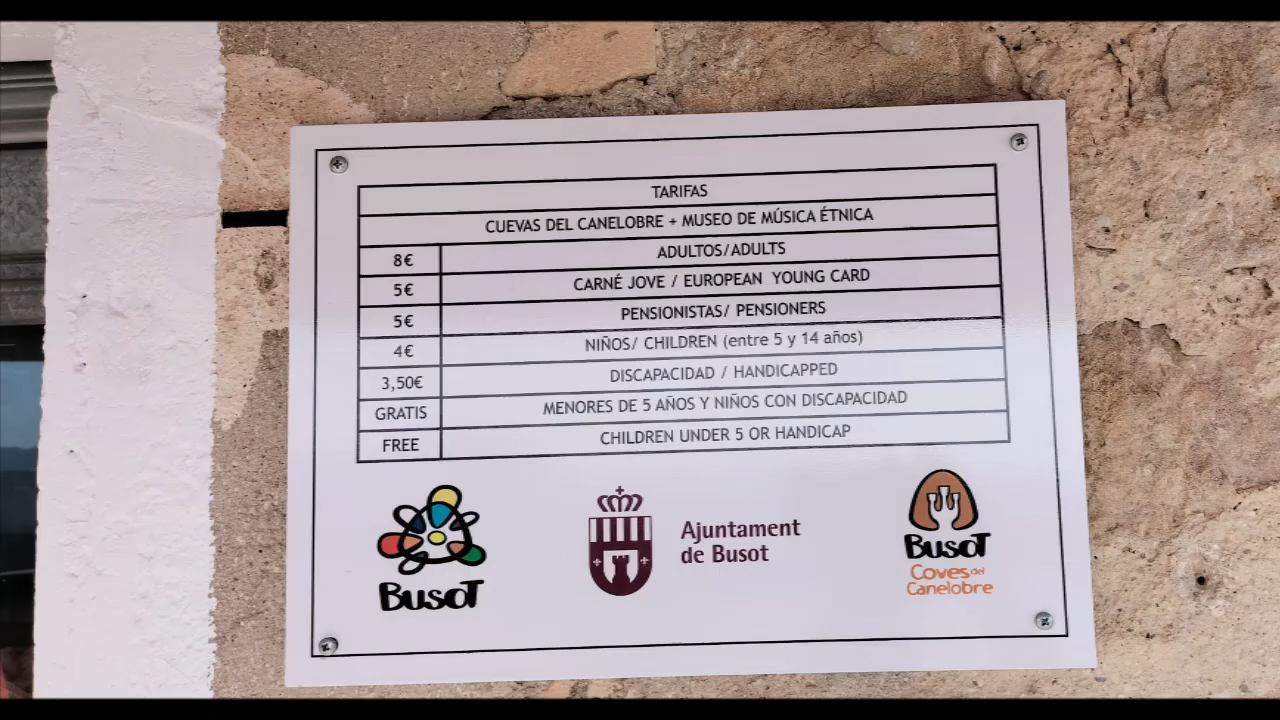 TARIFAS
CUEVAS DEL CANELOBRE + MUSEO DE MÚSICA ÉTNICA
8€ ADULTOS/ADULTS
5€ CARNÉ JOVE / EUROPEAN YOUNG CARD
5€ PENSIONISTAS/ PENSIONERS
4€ NIÑOS/ CHILDREN (entre 5 y 14 años)
3,50€ DISCAPACIDAD / HANDICAPPED
GRATIS MENORES DE 5 AÑOS Y NIÑOS CON DISCAPACIDAD
FREE CHILDREN UNDER 5 OR HANDICAP
BUSOT
Ajuntament
de Busot
BUSOT
Coves del
Canelobre